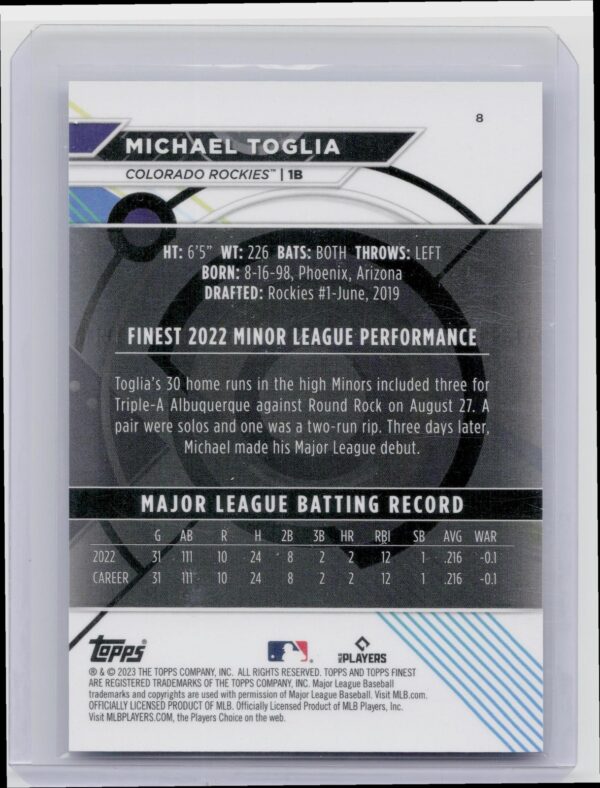 8
MICHAEL TOGLIA
COLORADO ROCKIES™ | 1B
HT: 6'5" WT: 226 BATS: BOTH THROWS: LEFT
BORN: 8-16-98, Phoenix, Arizona
DRAFTED: Rockies #1-June, 2019
FINEST 2022 MINOR LEAGUE PERFORMANCE
Toglia's 30 home runs in the high Minors included three for
Triple-A Albuquerque against Round Rock on August 27. A
pair were solos and one was a two-run rip. Three days later,
Michael made his Major League debut.
MAJOR LEAGUE BATTING RECORD
G AB R H 2B 3B HR RBI SB AVG WAR
2022 31 111 10 24 8 2 2 12 1 .216 -0.1
CAREER 31 111 10 24 8 2 2 12 1 .216 -0.1
Topps
PLAYERS
® & © 2023 THE TOPPS COMPANY, INC. ALL RIGHTS RESERVED. TOPPS AND TOPPS FINEST
ARE REGISTERED TRADEMARKS OF THE TOPPS COMPANY, INC. Major League Baseball
trademarks and copyrights are used with permission of Major League Baseball. Visit MLB.com.
OFFICIALLY LICENSED PRODUCT OF MLB. Officially Licensed Product of MLB Players, Inc.
Visit MLBPLAYERS.COM, the Players Choice on the web.